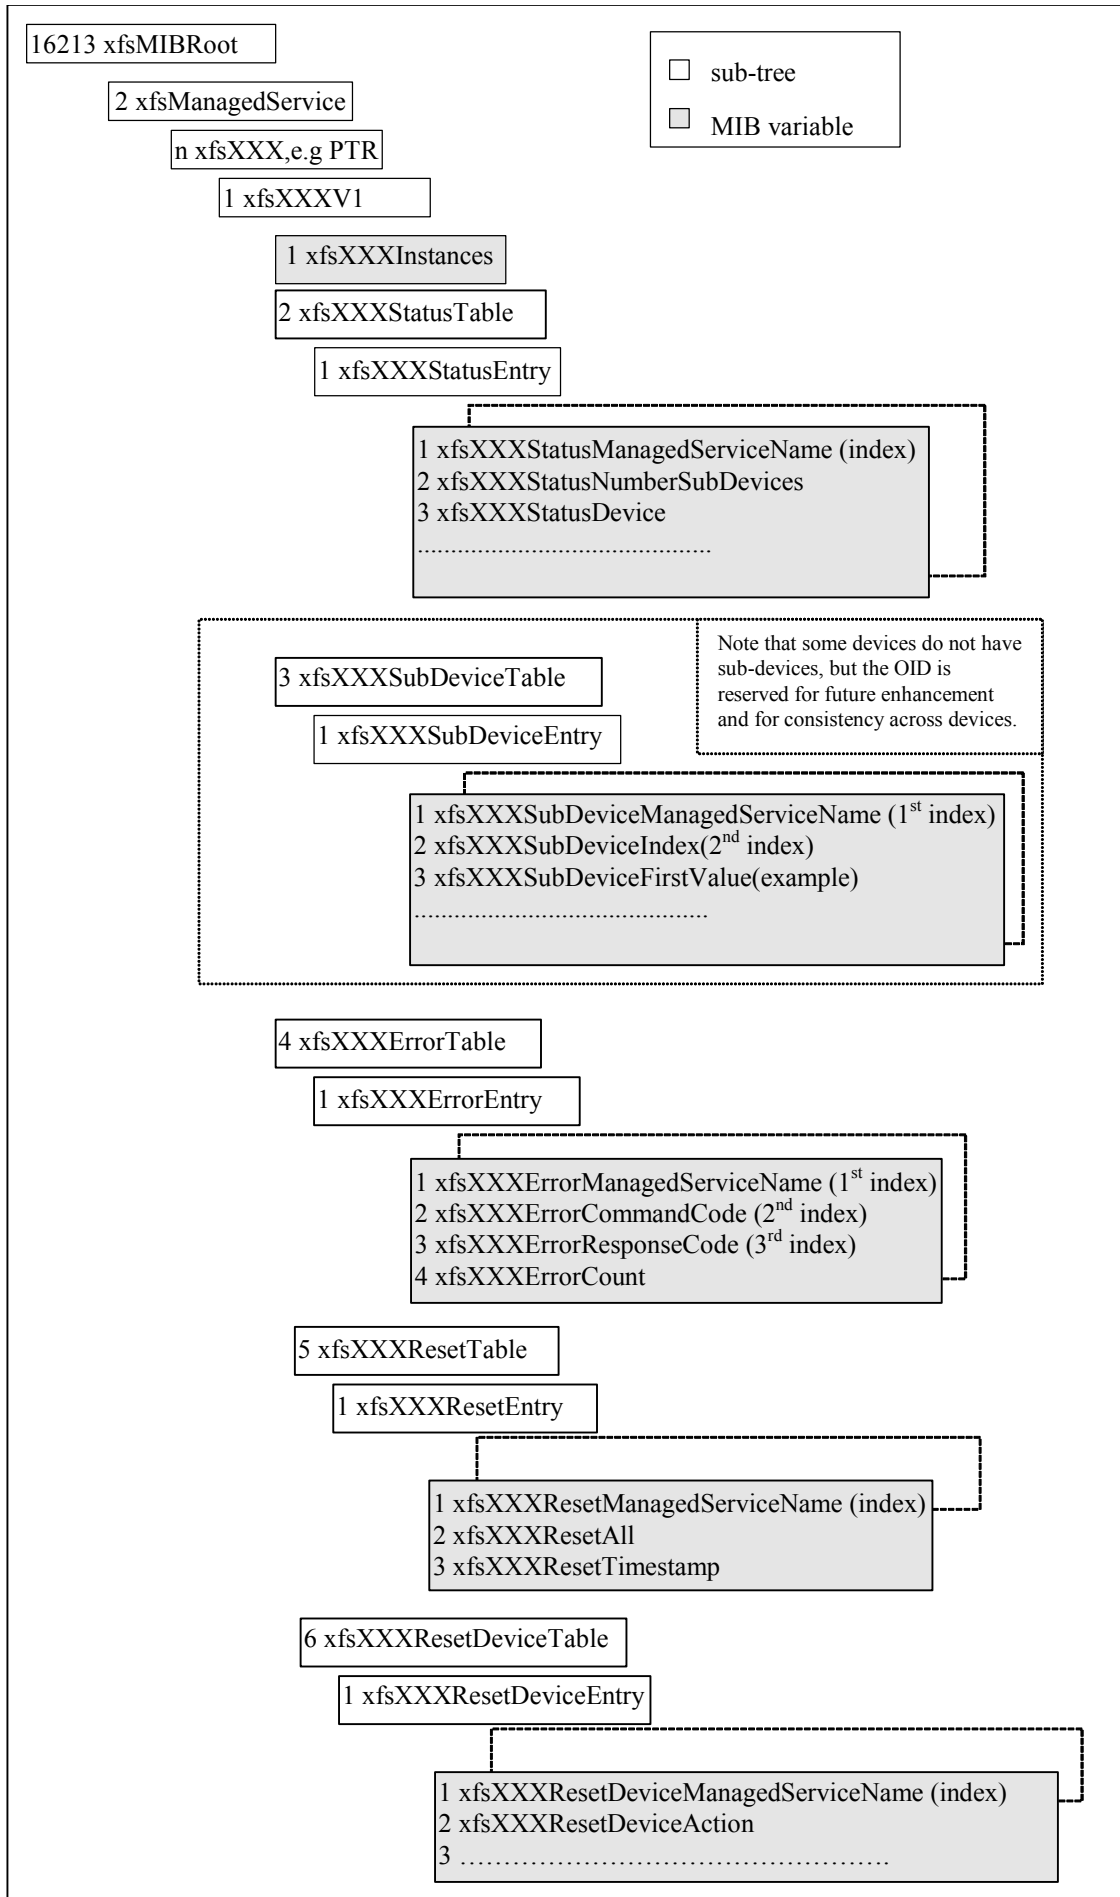 16213 xfsMIBRoot
sub-tree
MIB variable
2 xfsManagedService
n xfsXXX,e.g PTR
1 xfsXXXV1
1 xfsXXXInstances
2 xfsXXXStatusTable
1 xfsXXXStatusEntry
1 xfsXXXStatusManagedServiceName (index)
2 xfsXXXStatusNumberSubDevices
3 xfsXXXStatusDevice
............................................
Note that some devices do not have
sub-devices, but the OID is
reserved for future enhancement
and for consistency across devices.
3 xfsXXXSubDeviceTable
1 xfsXXXSubDeviceEntry
1 xfsXXXSubDeviceManagedServiceName (1st index)
2 xfsXXXSubDeviceIndex(2nd index)
3 xfsXXXSubDeviceFirstValue(example)
............................................
4 xfsXXXErrorTable
1 xfsXXXErrorEntry
1 xfsXXXErrorManagedServiceName (1st index)
2 xfsXXXErrorCommandCode (2nd index)
3 xfsXXXErrorResponseCode (3rd index)
4 xfsXXXErrorCount
5 xfsXXXResetTable
1 xfsXXXResetEntry
1 xfsXXXResetManagedServiceName (index)
2 xfsXXXResetAll
3 xfsXXXResetTimestamp
6 xfsXXXResetDeviceTable
1 xfsXXXResetDeviceEntry
1 xfsXXXResetDeviceManagedServiceName (index)
2 xfsXXXResetDeviceAction
3 ………………………………………….